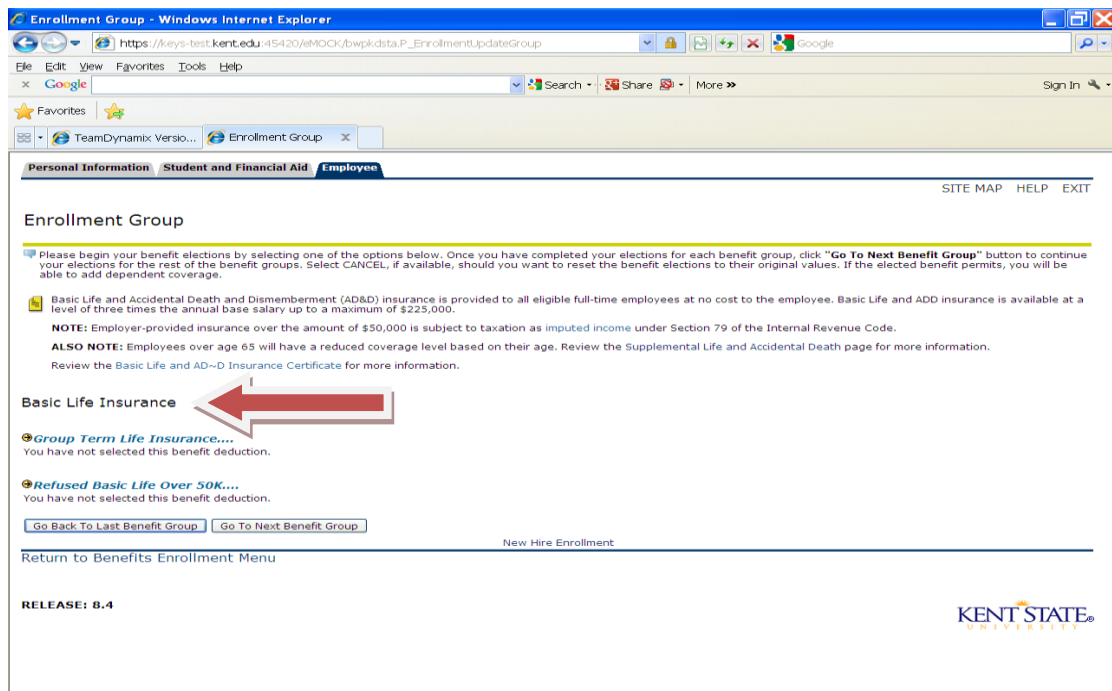 Enrollment Group - Windows Internet Explorer
https://keys-test.kent.edu:45420/eMOCK/bwpkdsta.P_EnrollmentUpdateGroup
Google
File Edit View Favorites Tools Help
x Google Search Share More >> Sign In
Favorites
TeamDynamix Versio... Enrollment Group x
Personal Information Student and Financial Aid Employee
SITE MAP HELP EXIT
Enrollment Group
Please begin your benefit elections by selecting one of the options below. Once you have completed your elections for each benefit group, click "Go To Next Benefit Group" button to continue
your elections for the rest of the benefit groups. Select CANCEL, if available, should you want to reset the benefit elections to their original values. If the elected benefit permits, you will be
able to add dependent coverage.
Basic Life and Accidental Death and Dismemberment (AD&D) insurance is provided to all eligible full-time employees at no cost to the employee. Basic Life and ADD insurance is available at a
level of three times the annual base salary up to a maximum of $225,000.
NOTE: Employer-provided insurance over the amount of $50,000 is subject to taxation as imputed income under Section 79 of the Internal Revenue Code.
ALSO NOTE: Employees over age 65 will have a reduced coverage level based on their age. Review the Supplemental Life and Accidental Death page for more information.
Review the Basic Life and AD~D Insurance Certificate for more information.
Basic Life Insurance
Group Term Life Insurance....
You have not selected this benefit deduction.
Refused Basic Life Over 50K....
You have not selected this benefit deduction.
Go Back To Last Benefit Group Go To Next Benefit Group
New Hire Enrollment
Return to Benefits Enrollment Menu
RELEASE: 8.4
KENT STATE®
UNIVERSITY